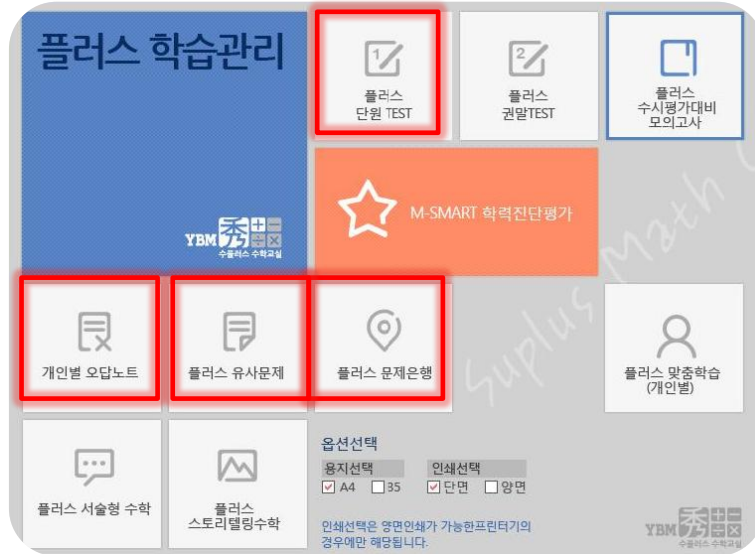 플러스 학습관리
YBM 秀
수플러스 수학교실
1
플러스
단원 TEST
2
플러스
권말TEST
플러스
수시평가대비
모의고사
M-SMART 학력진단평가
개인별 오답노트
플러스 유사문제
플러스 문제은행
플러스 맞춤학습
(개인별)
플러스 서술형 수학
플러스
스토리텔링수학
옵션선택
용지선택 인쇄선택
A4 35 단면 양면
인쇄선택은 양면인쇄가 가능한프린터기의
경우에만 해당됩니다.
Suplus Math
YBM 秀
수플러스 수학교실